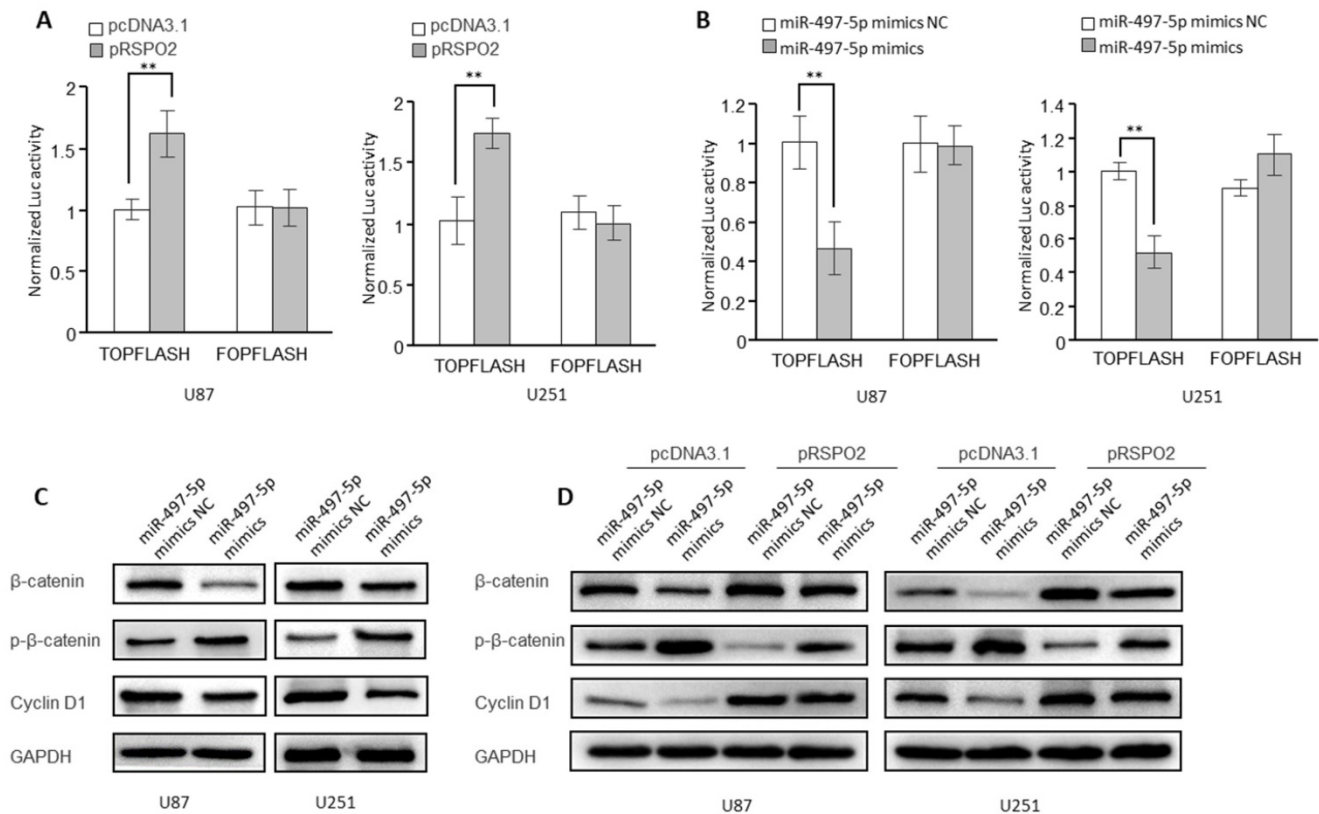 A
pcDNA3.1
pRSPO2
**
Normalized Luc activity
2
1.5
1
0.5
0
TOPFLASH FOPFLASH
U87
pcDNA3.1
pRSPO2
**
Normalized Luc activity
2
1.5
1
0.5
0
TOPFLASH FOPFLASH
U251
B
miR-497-5p mimics NC
miR-497-5p mimics
**
Normalized Luc activity
1.2
1
0.8
0.6
0.4
0.2
0
TOPFLASH FOPFLASH
U87
miR-497-5p mimics NC
miR-497-5p mimics
**
Normalized Luc activity
1.4
1.2
1
0.8
0.6
0.4
0.2
0
TOPFLASH FOPFLASH
U251
C
miR-497-5p
mimics NC
miR-497-5p
mimics
miR-497-5p
mimics NC
miR-497-5p
mimics
β-catenin
p-β-catenin
Cyclin D1
GAPDH
U87 U251
D
pcDNA3.1 pRSPO2 pcDNA3.1 pRSPO2
miR-497-5p
mimics NC
miR-497-5p
mimics
miR-497-5p
mimics NC
miR-497-5p
mimics
miR-497-5p
mimics NC
miR-497-5p
mimics
miR-497-5p
mimics NC
miR-497-5p
mimics
β-catenin
p-β-catenin
Cyclin D1
GAPDH
U87 U251